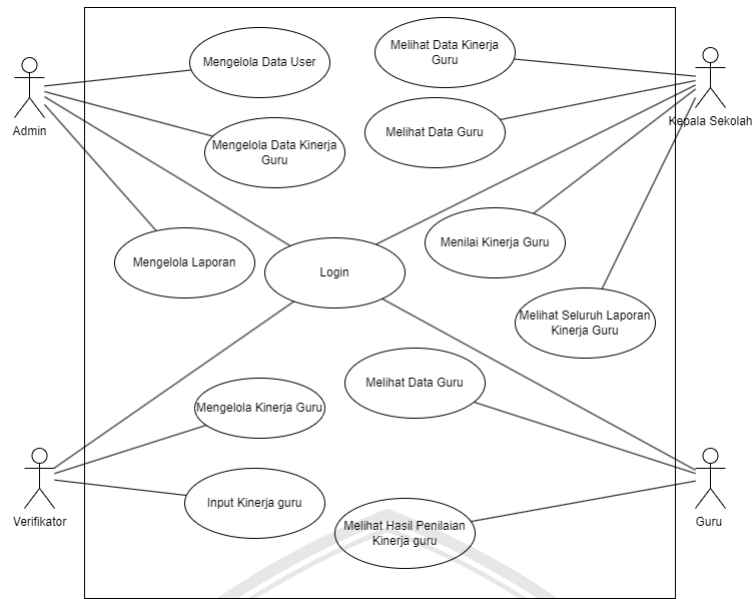 Mengelola Data User
Melihat Data Kinerja
Guru
Admin
Kepala Sekolah
Mengelola Data Kinerja
Guru
Melihat Data Guru
Mengelola Laporan
Login
Menilai Kinerja Guru
Melihat Seluruh Laporan
Kinerja Guru
Mengelola Kinerja Guru
Melihat Data Guru
Verifikator
Input Kinerja guru
Melihat Hasil Penilaian
Kinerja guru
Guru